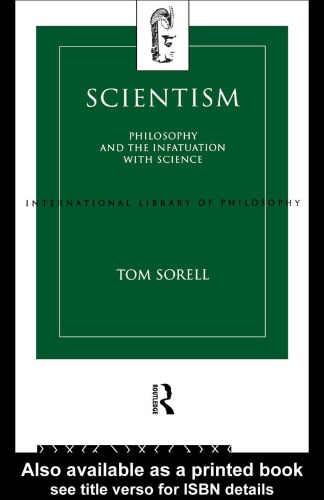 SCIENTISM
PHILOSOPHY
AND THE INFATUATION
WITH SCIENCE
INTERNATIONAL LIBRARY OF PHILOSOPHY
TOM SORELL
ROUTLEDGE
Also available as a printed book
see title verso for ISBN details